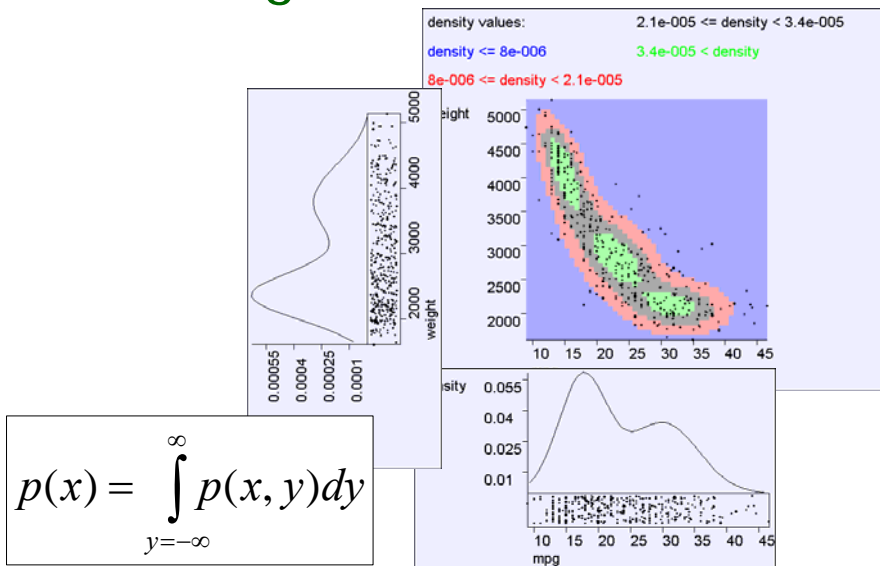 density values: 2.1e-005 <= density < 3.4e-005
density <= 8e-006 3.4e-005 < density
8e-006 <= density < 2.1e-005
5000
4500
4000
3500
3000
2500
2000
10 15 20 25 30 35 40 45
5000
4000
3000
2000
weight
0.00055
0.0004
0.00025
0.0001
0.055
0.04
0.025
0.01
10 15 20 25 30 35 40 45
mpg
p(x) = ∫_{y=-∞}^{∞} p(x, y)dy